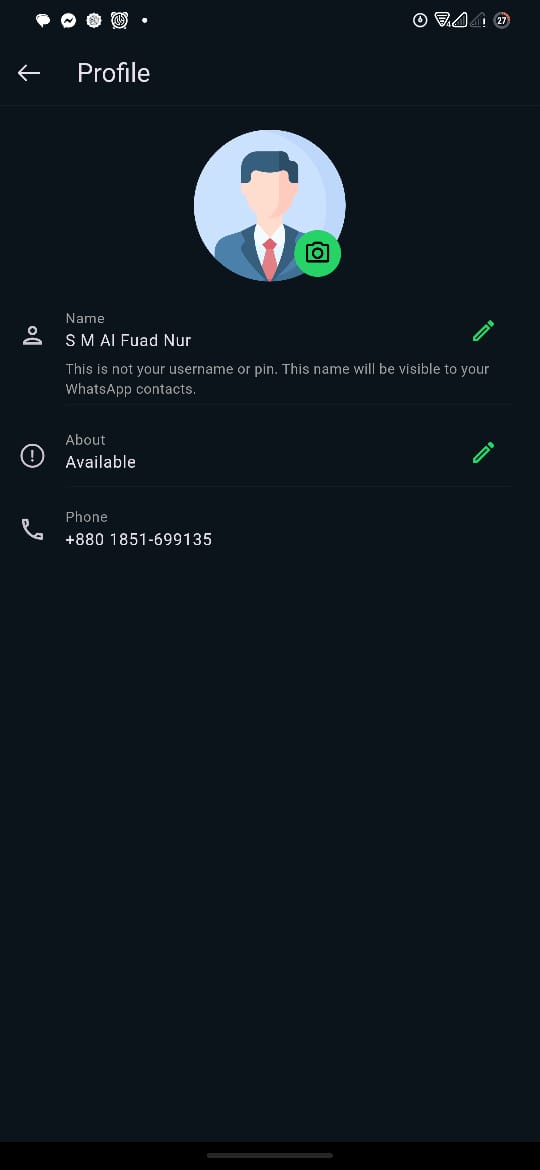 27
Profile
Name
S M Al Fuad Nur
This is not your username or pin. This name will be visible to your
WhatsApp contacts.
About
Available
Phone
+880 1851-699135